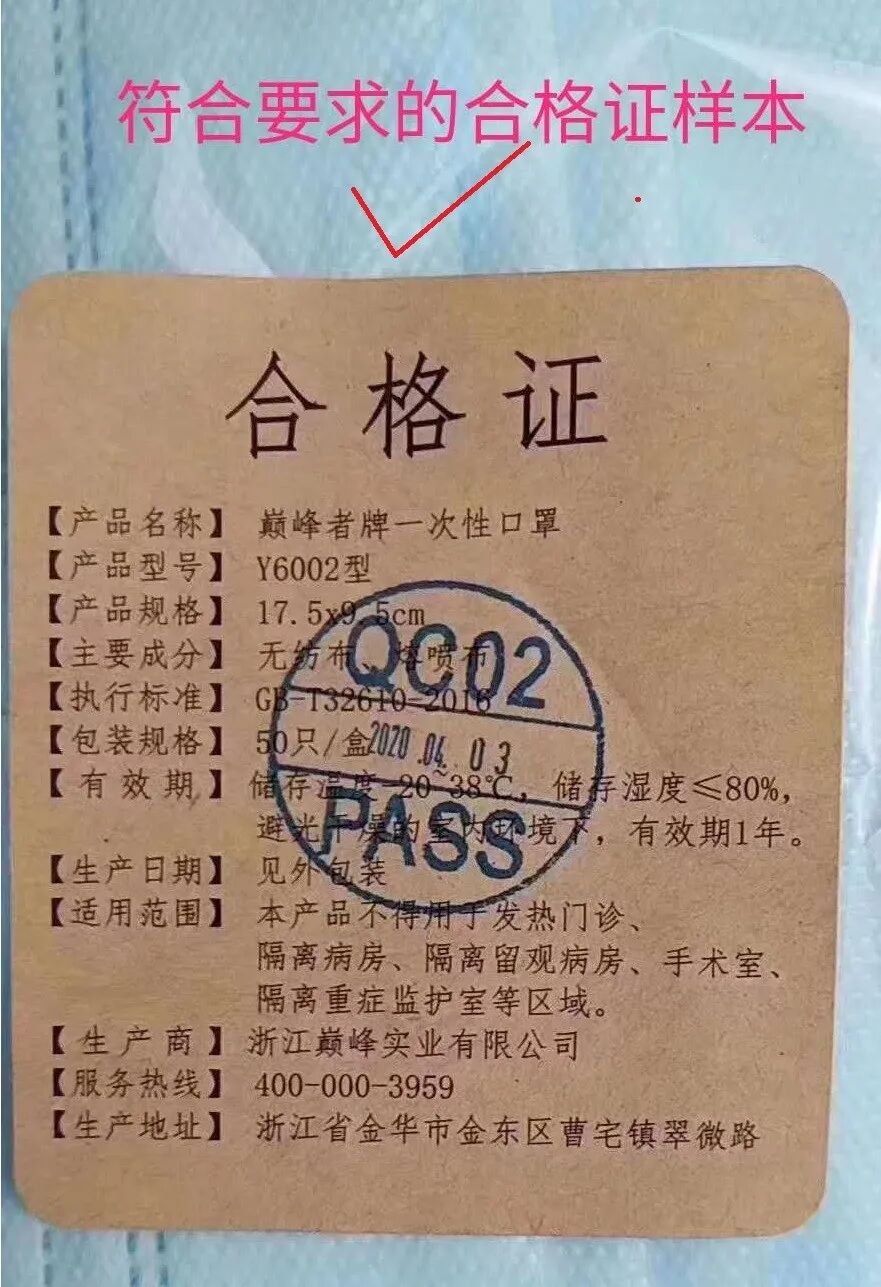 符合要求的合格证样本
合格证
【产品名称】 巅峰者牌一次性口罩
【产品型号】 Y6002型
【产品规格】 17.5x9.5cm
【主要成分】 无纺布、熔喷布
【执行标准】 GB-T32610-2016
【包装规格】 50只/盒
【有效期】 储存温度-20~38℃，储存湿度≤80%，
避光干燥的室内环境下，有效期1年。
【生产日期】 见外包装
【适用范围】 本产品不得用于发热门诊、
隔离病房、隔离留观病房、手术室、
隔离重症监护室等区域。
【生产商】 浙江巅峰实业有限公司
【服务热线】 400-000-3959
【生产地址】 浙江省金华市金东区曹宅镇翠微路
QC02
2020.04.03
PASS